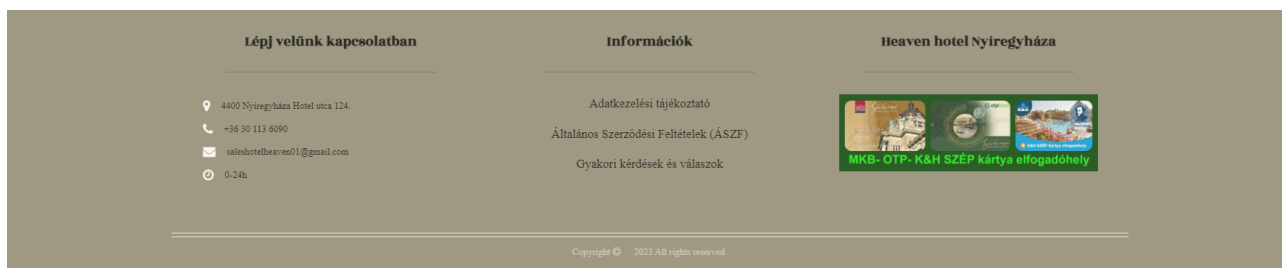 Lépj velünk kapcsolatban
4400 Nyíregyháza Hotel utca 124.
+36 30 113 6090
saleshotelheaven01@gmail.com
0-24h
Információk
Adatkezelési tájékoztató
Általános Szerződési Feltételek (ÁSZF)
Gyakori kérdések és válaszok
Heaven hotel Nyíregyháza
MKB- OTP- K&H SZÉP kártya elfogadóhely
Copyright © 2023 All rights reserved.